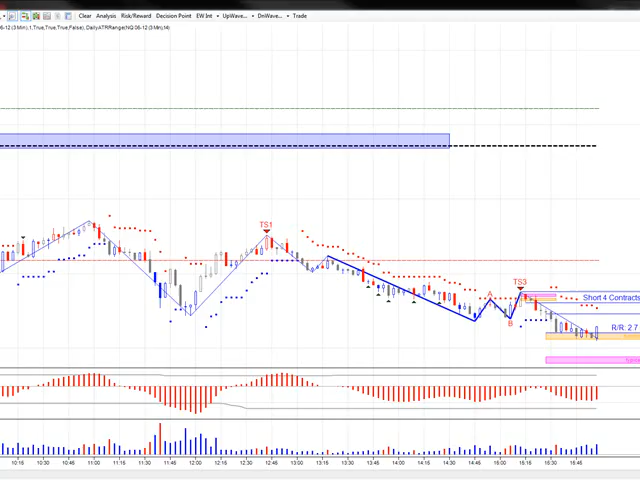 Clear Analysis Risk/Reward Decision Point EW Int UpWave... DnWave... Trade
6-12 (3 Min),1,True,True,True,False), DailyATRRange(NQ 06-12 (3 Min),14)
TS1
TS3
A
Short 4 Contracts
B
R/R: 2 7
10:15 10:30 10:45 11:00 11:15 11:30 11:45 12:00 12:15 12:30 12:45 13:00 13:15 13:30 13:45 14:00 14:15 14:30 14:45 15:00 15:15 15:30 15:45